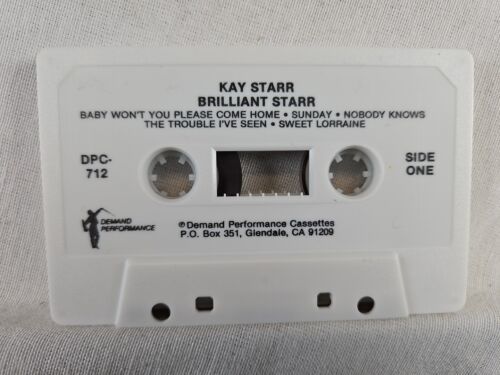 KAY STARR
BRILLIANT STARR
BABY WON'T YOU PLEASE COME HOME • SUNDAY • NOBODY KNOWS
THE TROUBLE I'VE SEEN • SWEET LORRAINE
DPC-
712
SIDE
ONE
DEMAND
PERFORMANCE
℗Demand Performance Cassettes
P.O. Box 351, Glendale, CA 91209